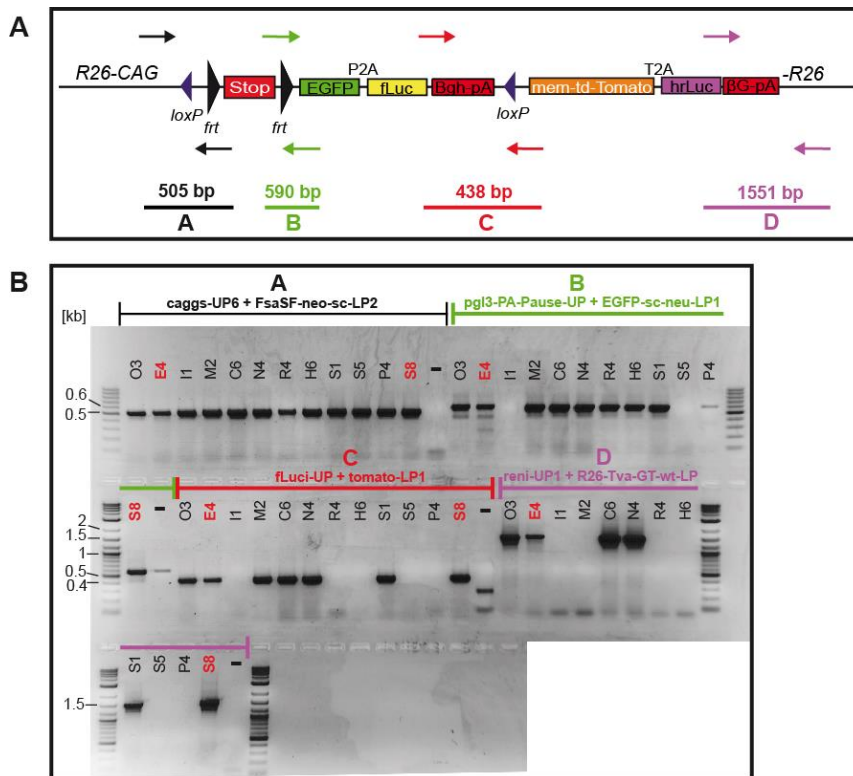 A
R26-CAG
P2A
T2A
-R26
Stop
EGFP
fLuc
Bgh-pA
mem-td-Tomato
hrLuc
βG-pA
loxP
frt
frt
loxP
505 bp
590 bp
438 bp
1551 bp
A
B
C
D
B
A
B
caggs-UP6 + FsaSF-neo-sc-LP2
pgl3-PA-Pause-UP + EGFP-sc-neu-LP1
[kb]
O3 E4 I1 M2 C6 N4 R4 H6 S1 S5 P4 S8 - O3 E4 I1 M2 C6 N4 R4 H6 S1 S5 P4
0.6
0.5
C
D
fLuci-UP + tomato-LP1
reni-UP1 + R26-Tva-GT-wt-LP
S8 - O3 E4 I1 M2 C6 N4 R4 H6 S1 S5 P4 S8 - O3 E4 I1 M2 C6 N4 R4 H6
2
1.5
1
0.5
0.4
S1 S5 P4 S8 -
1.5